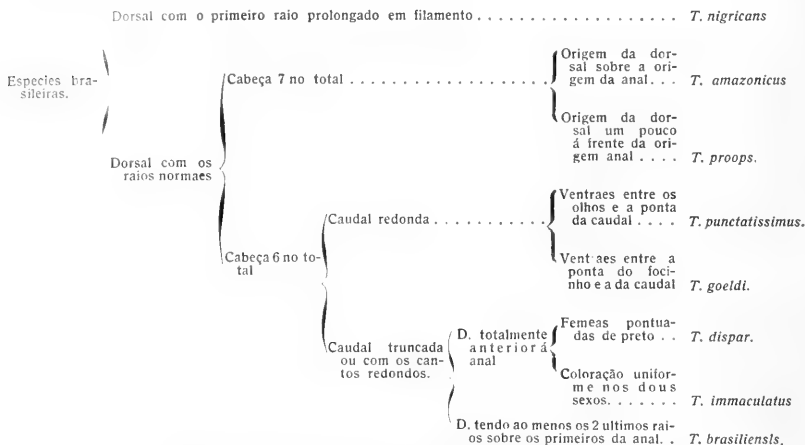 Dorsal com o primeiro raio prolongado em filamento . . . . . . . . . . . . . . . . . . . T. nigricans
Especies bra-
sileiras.
Dorsal com os
raios normaes
Cabeça 7 no total . . . . . . . . . . . . . . . . . .
Origem da dor-
sal sobre a ori-
gem da anal. . . T. amazonicus
Origem da dor-
sal um pouco
á frente da ori-
gem anal . . . . T. proops.
Cabeça 6 no to-
tal
Caudal redonda . . . . . . . . . .
Ventraes entre os
olhos e a ponta
da caudal . . . . T. punctatissimus.
Vent aes entre a
ponta do foci-
nho e a da caudal T. goeldi.
Caudal truncada
ou com os can-
tos redondos.
D. totalmente
anterior á
anal
Femeas pontua-
das de preto . . T. dispar.
Coloração unifor-
me nos dous
sexos. . . . . . . T. immaculatus
D. tendo ao menos os 2 ultimos rai-
os sobre os primeiros da anal. . T. brasiliensls.